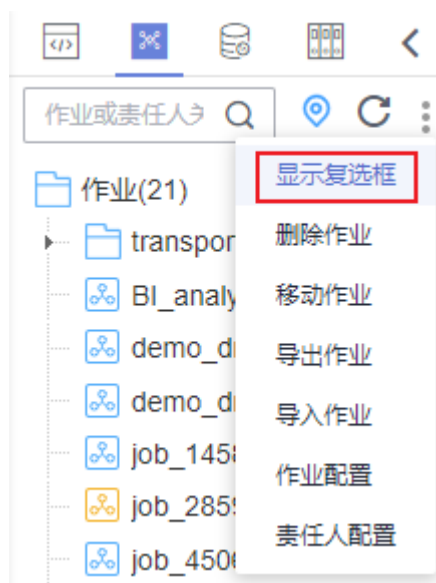 </>
作业或责任人关
作业(21)
显示复选框
transpor
删除作业
BI_analy
移动作业
demo_d
导出作业
demo_d
导入作业
job_1458
作业配置
job_2859
责任人配置
job_4506